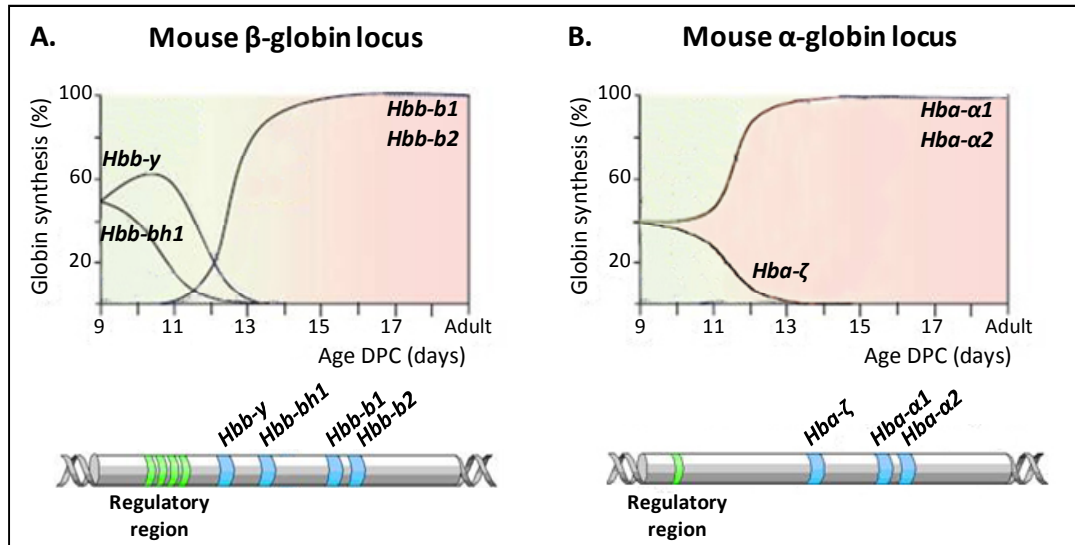 A. Mouse β-globin locus
Globin synthesis (%)
100
60
20
Hbb-y
Hbb-bh1
Hbb-b1
Hbb-b2
9 11 13 15 17 Adult
Age DPC (days)
Hbb-y
Hbb-bh1
Hbb-b1
Hbb-b2
Regulatory
region
B. Mouse α-globin locus
Globin synthesis (%)
100
60
20
Hba-α1
Hba-α2
Hba-ζ
9 11 13 15 17 Adult
Age DPC (days)
Hba-ζ
Hba-α1
Hba-α2
Regulatory
region